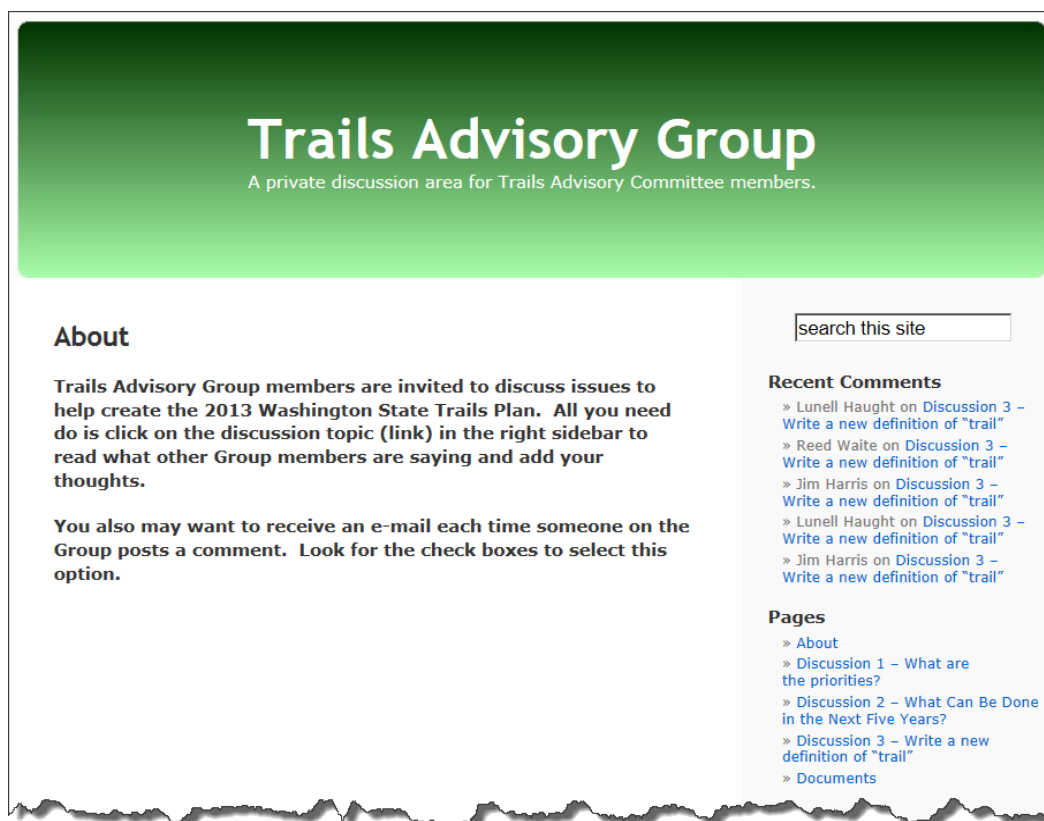 Trails Advisory Group
A private discussion area for Trails Advisory Committee members.
About
Trails Advisory Group members are invited to discuss issues to
help create the 2013 Washington State Trails Plan.  All you need
do is click on the discussion topic (link) in the right sidebar to
read what other Group members are saying and add your
thoughts.
You also may want to receive an e-mail each time someone on the
Group posts a comment.  Look for the check boxes to select this
option.
search this site
Recent Comments
» Lunell Haught on Discussion 3 –
Write a new definition of “trail”
» Reed Waite on Discussion 3 –
Write a new definition of “trail”
» Jim Harris on Discussion 3 –
Write a new definition of “trail”
» Lunell Haught on Discussion 3 –
Write a new definition of “trail”
» Jim Harris on Discussion 3 –
Write a new definition of “trail”
Pages
» About
» Discussion 1 – What are
the priorities?
» Discussion 2 – What Can Be Done
in the Next Five Years?
» Discussion 3 – Write a new
definition of “trail”
» Documents